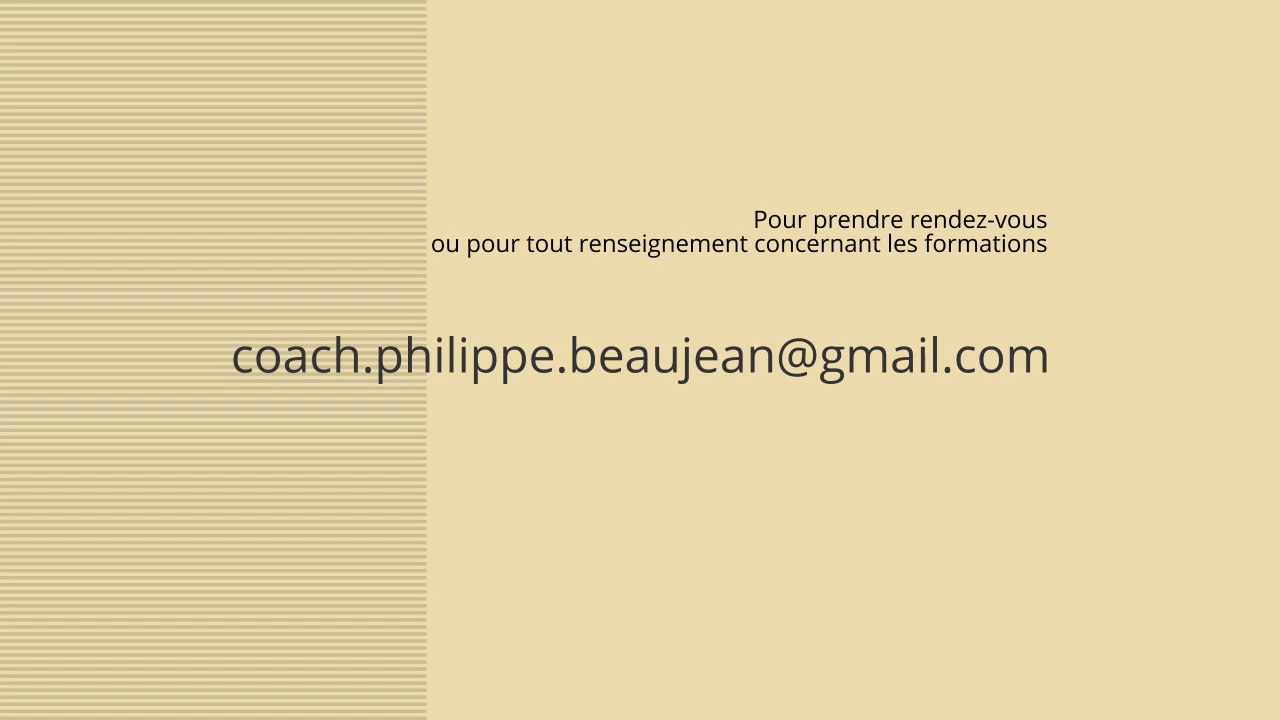 Pour prendre rendez-vous
ou pour tout renseignement concernant les formations
coach.philippe.beaujean@gmail.com